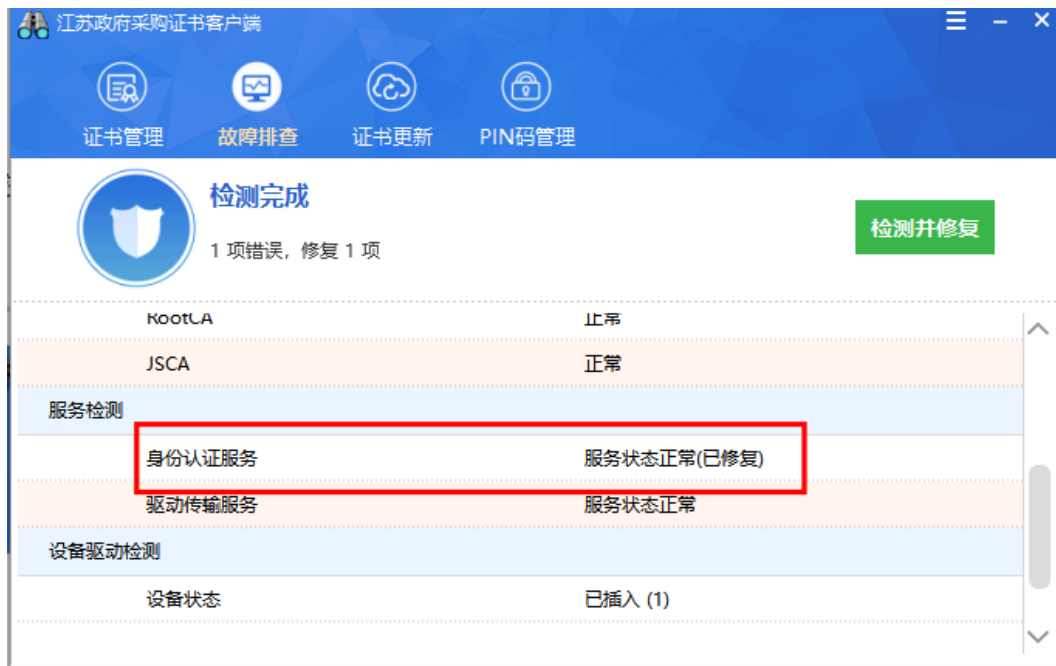 江苏政府采购证书客户端
证书管理 故障排查 证书更新 PIN码管理
检测完成
1 项错误，修复 1 项
检测并修复
RootCA 正常
JSCA 正常
服务检测
身份认证服务 服务状态正常(已修复)
驱动传输服务 服务状态正常
设备驱动检测
设备状态 已插入 (1)